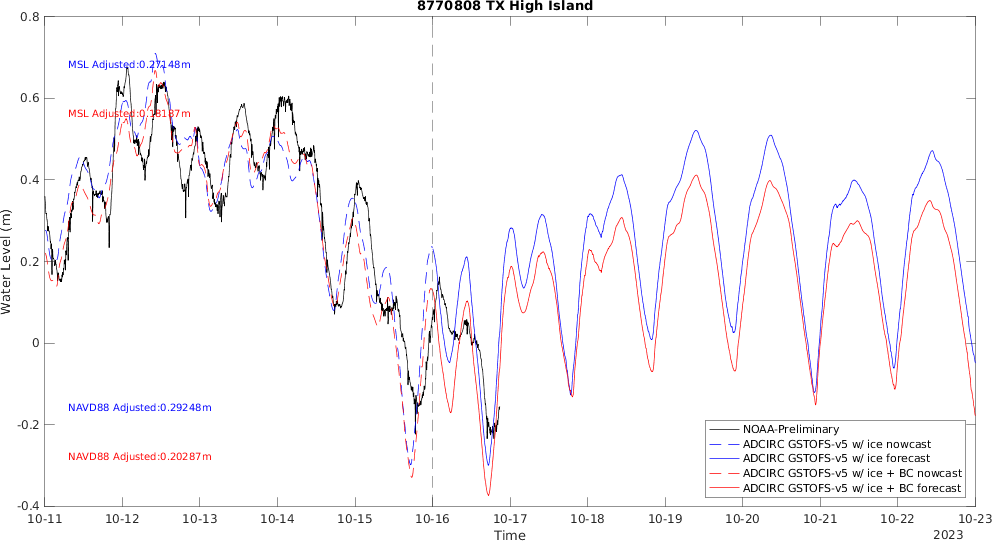 8770808 TX High Island
0.8
0.6
0.4
0.2
0
-0.2
-0.4
Water Level (m)
MSL Adjusted:0.27148m
MSL Adjusted:0.18187m
NAVD88 Adjusted:0.29248m
NAVD88 Adjusted:0.20287m
NOAA-Preliminary
ADCIRC GSTOFS-v5 w/ ice nowcast
ADCIRC GSTOFS-v5 w/ ice forecast
ADCIRC GSTOFS-v5 w/ ice + BC nowcast
ADCIRC GSTOFS-v5 w/ ice + BC forecast
10-11 10-12 10-13 10-14 10-15 10-16 10-17 10-18 10-19 10-20 10-21 10-22 10-23
Time
2023